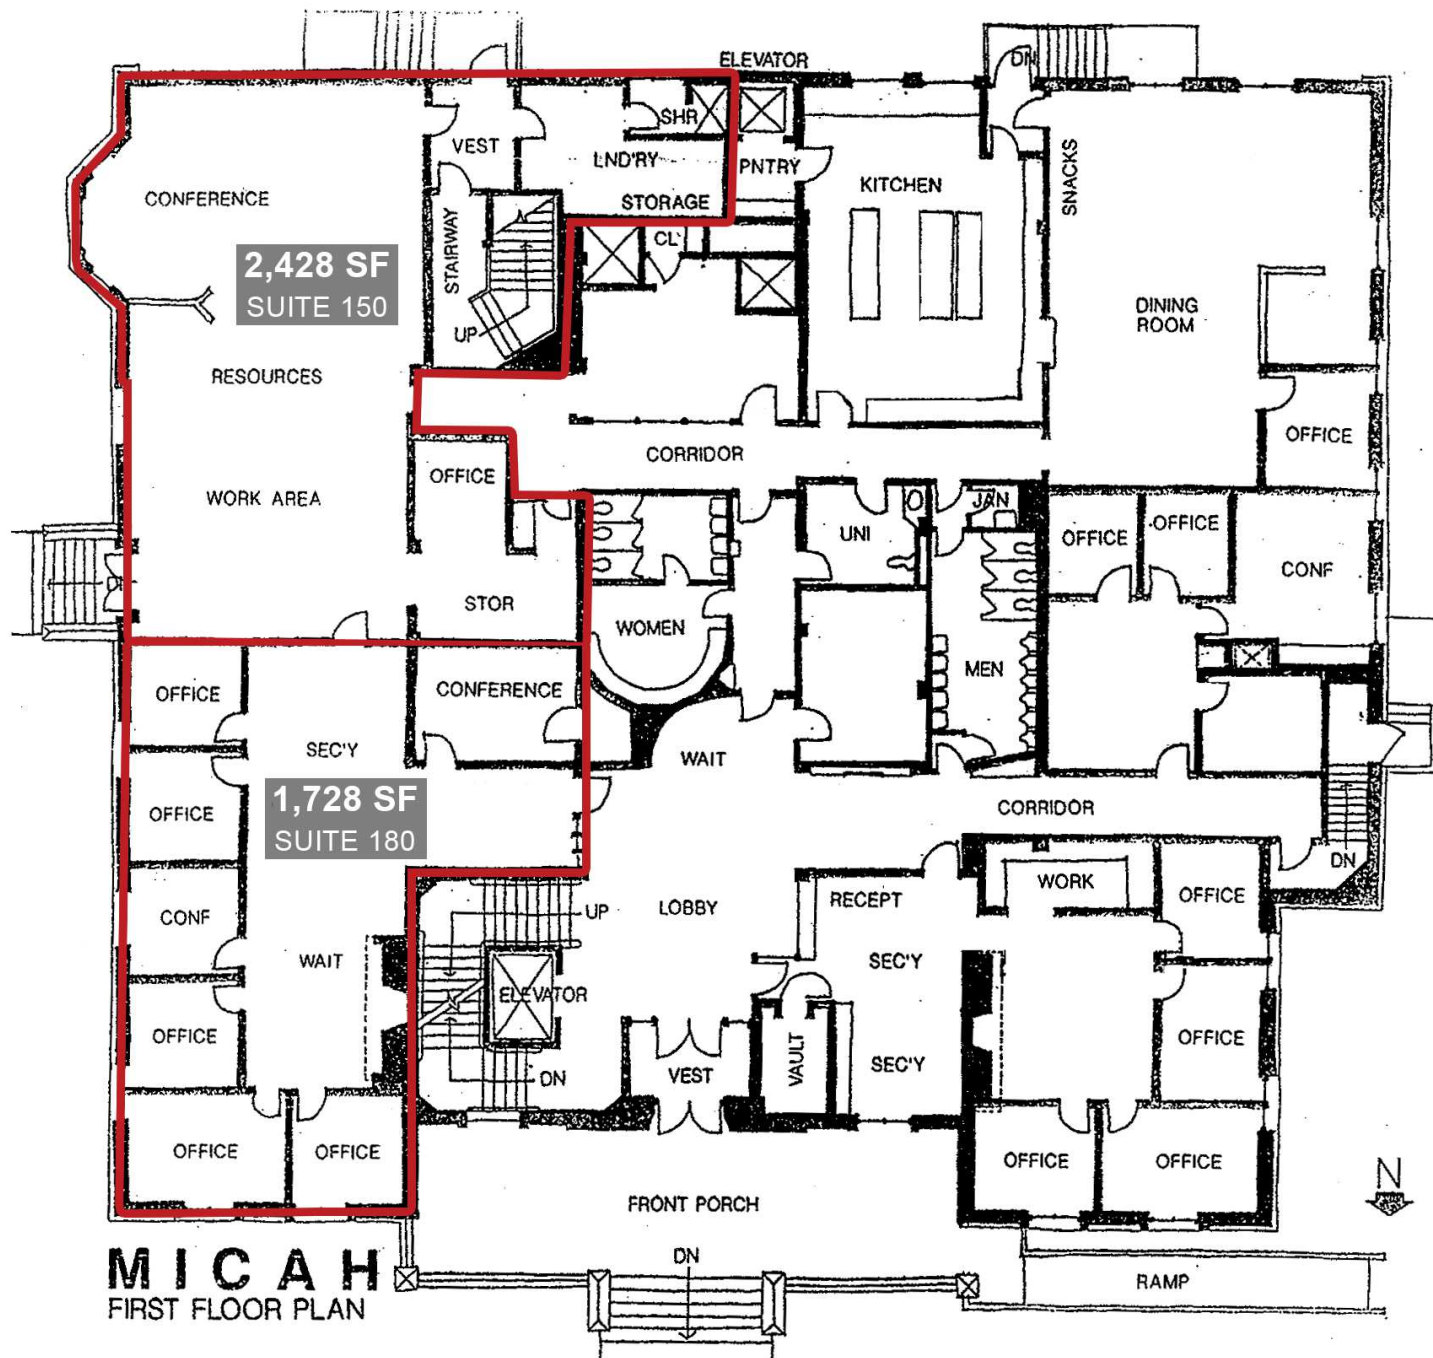 ELEVATOR
DN
SHR
VEST
LND'RY
PNTRY
STORAGE
KITCHEN
SNACKS
CONFERENCE
STAIRWAY
CL
2,428 SF
SUITE 150
UP
DINING
ROOM
RESOURCES
OFFICE
CORRIDOR
OFFICE
WORK AREA
JAN
UNI
OFFICE
OFFICE
CONF
STOR
WOMEN
MEN
OFFICE
CONFERENCE
SEC'Y
WAIT
1,728 SF
SUITE 180
OFFICE
CORRIDOR
DN
WORK
OFFICE
RECEPT
LOBBY
UP
CONF
WAIT
SEC'Y
ELEVATOR
OFFICE
OFFICE
VAULT
SEC'Y
VEST
DN
OFFICE
OFFICE
OFFICE
OFFICE
N
FRONT PORCH
DN
RAMP
MICAH
FIRST FLOOR PLAN